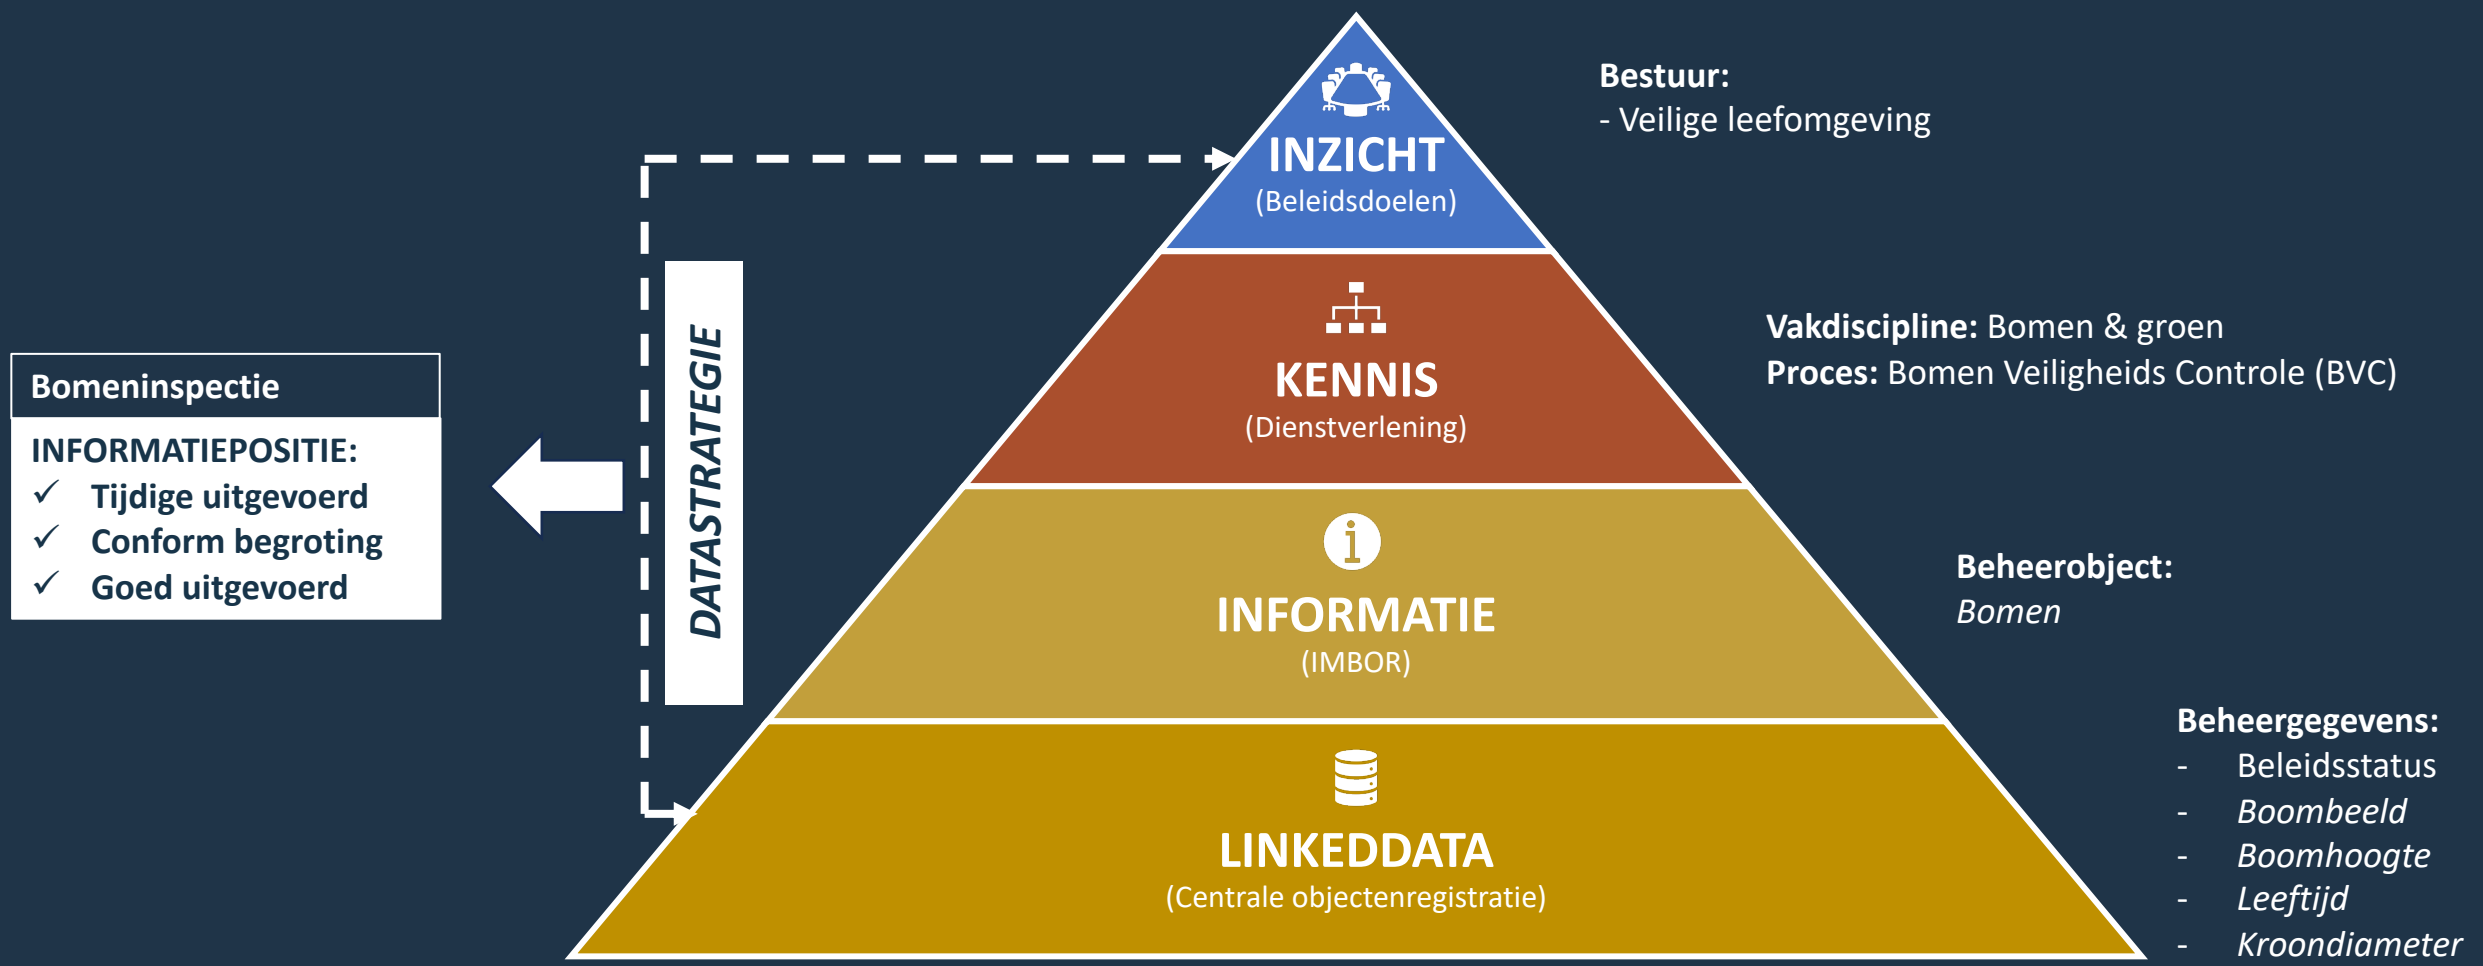 Bestuur:
- Veilige leefomgeving
INZICHT
(Beleidsdoelen)
Vakdiscipline: Bomen & groen
Proces: Bomen Veiligheids Controle (BVC)
KENNIS
(Dienstverlening)
DATASTRATEGIE
Bomeninspectie
INFORMATIEPOSITIE:
✓ Tijdige uitgevoerd
✓ Conform begroting
✓ Goed uitgevoerd
INFORMATIE
(IMBOR)
Beheerobject:
Bomen
LINKEDDATA
(Centrale objectenregistratie)
Beheergegevens:
- Beleidsstatus
- Boombeeld
- Boomhoogte
- Leeftijd
- Kroondiameter